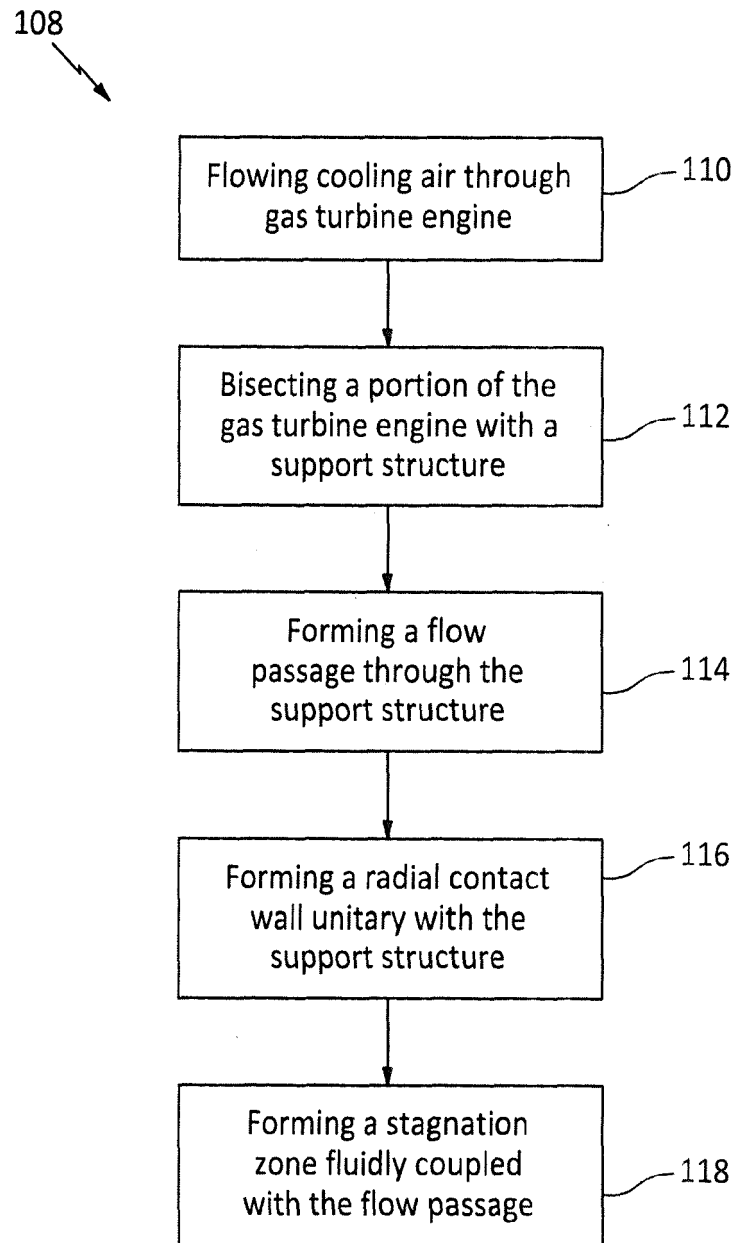 108
Flowing cooling air through
gas turbine engine
110
Bisecting a portion of the
gas turbine engine with a
support structure
112
Forming a flow
passage through the
support structure
114
Forming a radial contact
wall unitary with the
support structure
116
Forming a stagnation
zone fluidly coupled
with the flow passage
118